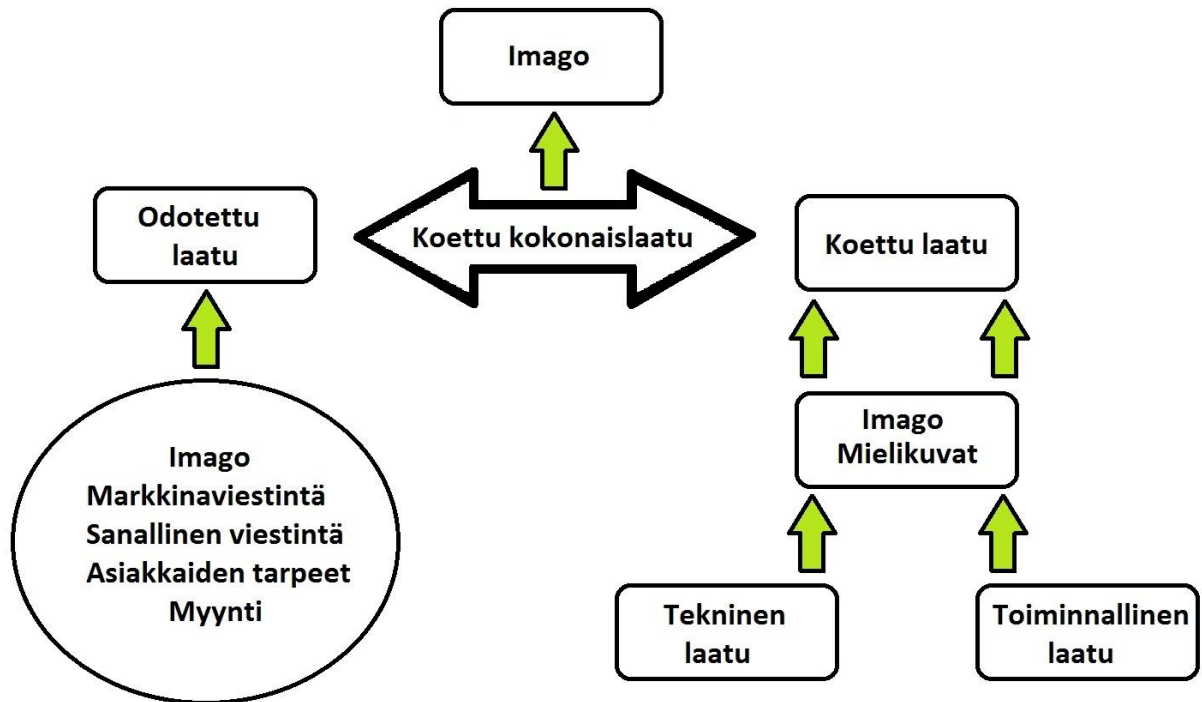 Imago
Odotettu
laatu
Koettu kokonaislaatu
Koettu laatu
Imago
Markkinaviestintä
Sanallinen viestintä
Asiakkaiden tarpeet
Myynti
Imago
Mielikuvat
Tekninen
laatu
Toiminnallinen
laatu